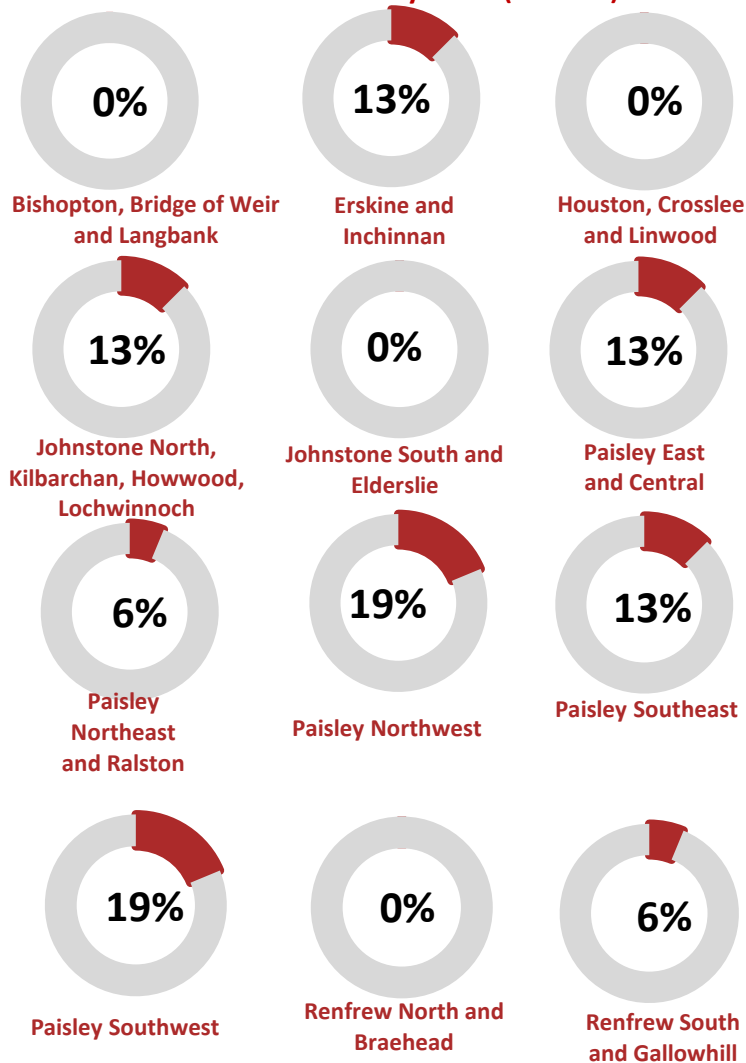 0%
13%
0%
Bishopton, Bridge of Weir
and Langbank
Erskine and
Inchinnan
Houston, Crosslee
and Linwood
13%
0%
13%
Johnstone North,
Kilbarchan, Howwood,
Lochwinnoch
Johnstone South and
Elderslie
Paisley East
and Central
6%
19%
13%
Paisley
Northeast
and Ralston
Paisley Northwest
Paisley Southeast
19%
0%
6%
Paisley Southwest
Renfrew North and
Braehead
Renfrew South
and Gallowhill